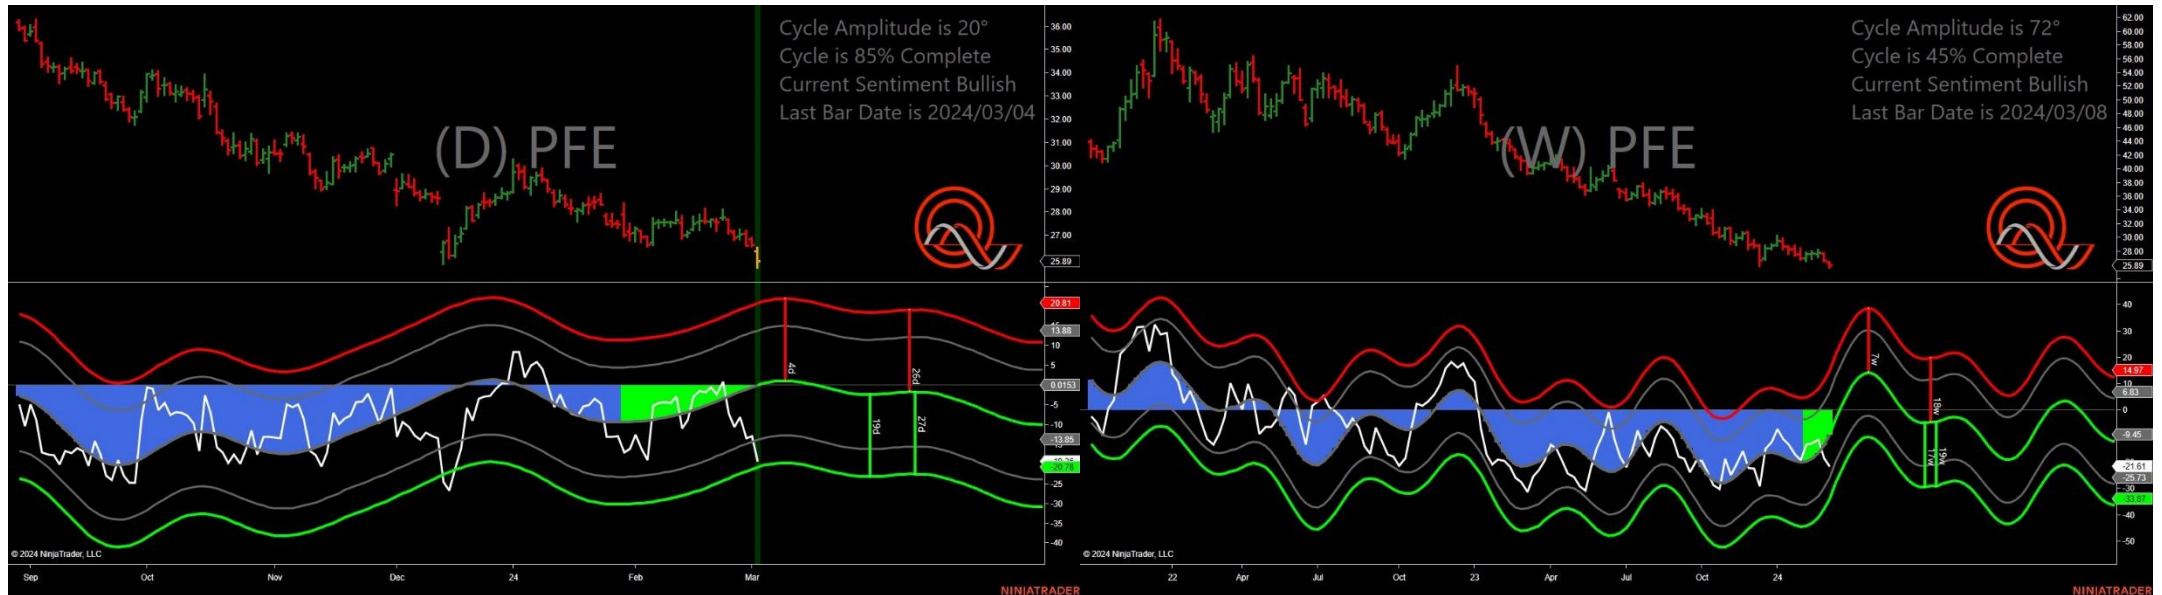 Cycle Amplitude is 20°
Cycle is 85% Complete
Current Sentiment Bullish
Last Bar Date is 2024/03/04
(D) PFE
36.00
35.00
34.00
33.00
32.00
31.00
30.00
29.00
28.00
27.00
25.89
20.81
13.88
10
5
0.0153
-5
-10
-13.85
-20.78
-25
-30
-35
-40
4d
26d
19d
27d
© 2024 NinjaTrader, LLC
Sep Oct Nov Dec 24 Feb Mar
NINJATRADER
Cycle Amplitude is 72°
Cycle is 45% Complete
Current Sentiment Bullish
Last Bar Date is 2024/03/08
(W) PFE
62.00
60.00
58.00
56.00
54.00
52.00
50.00
48.00
46.00
44.00
42.00
40.00
38.00
36.00
34.00
32.00
30.00
28.00
25.89
40
30
20
14.97
10
6.83
0
-9.45
-21.61
-25.73
-30
-33.87
-40
-50
7w
18w
17w
19w
© 2024 NinjaTrader, LLC
22 Apr Jul Oct 23 Apr Jul Oct 24
NINJATRADER